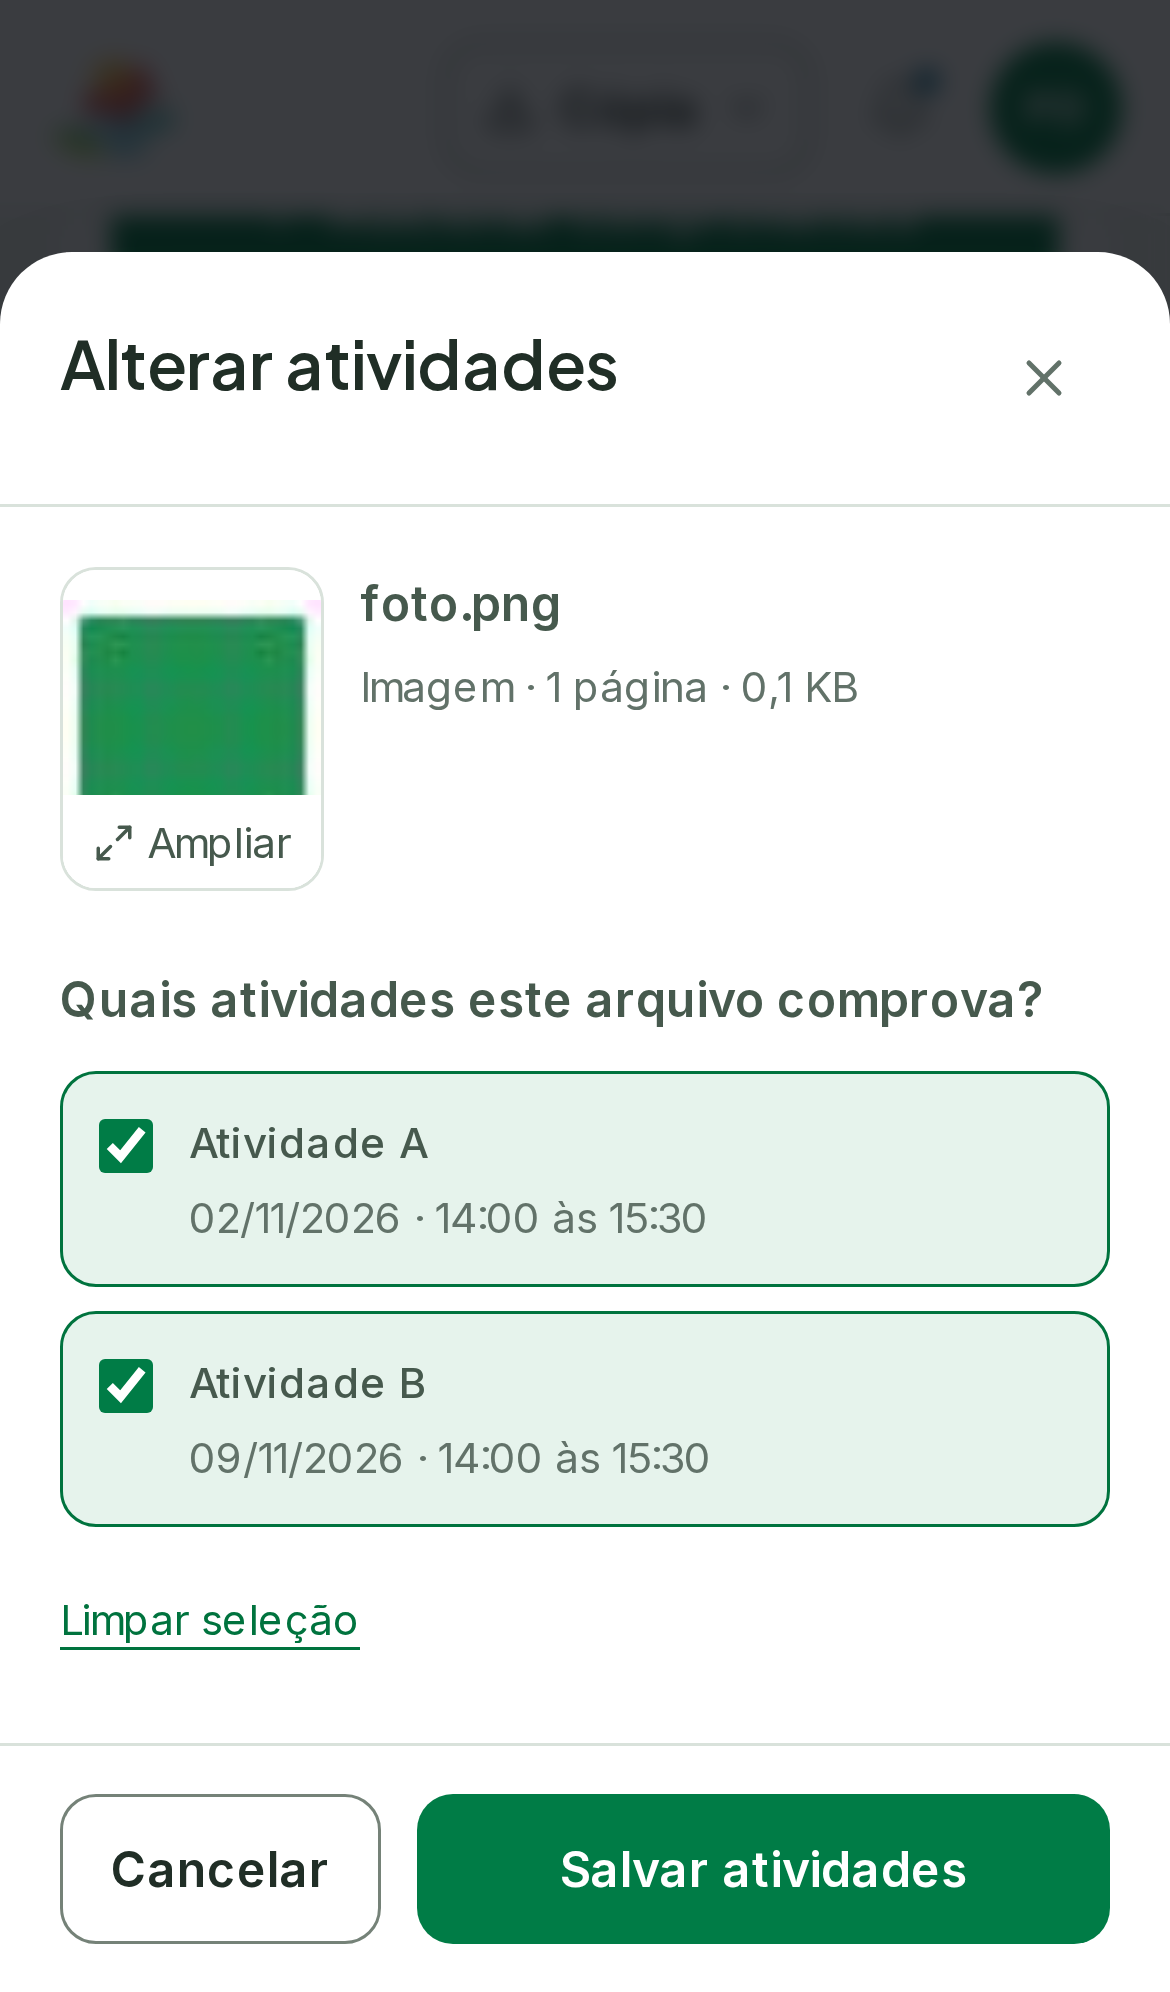 Alterar atividades
foto.png
Imagem · 1 página · 0,1 KB
Ampliar
Quais atividades este arquivo comprova?
Atividade A
02/11/2026 · 14:00 às 15:30
Atividade B
09/11/2026 · 14:00 às 15:30
Limpar seleção
Cancelar
Salvar atividades